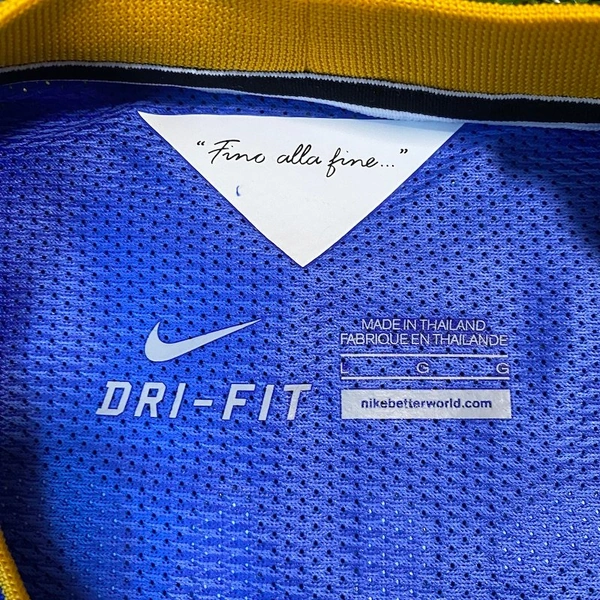 "Fino alla fine..."
DRI-FIT
MADE IN THAILAND
FABRIQUE EN THAILANDE
L G G
nikebetterworld.com